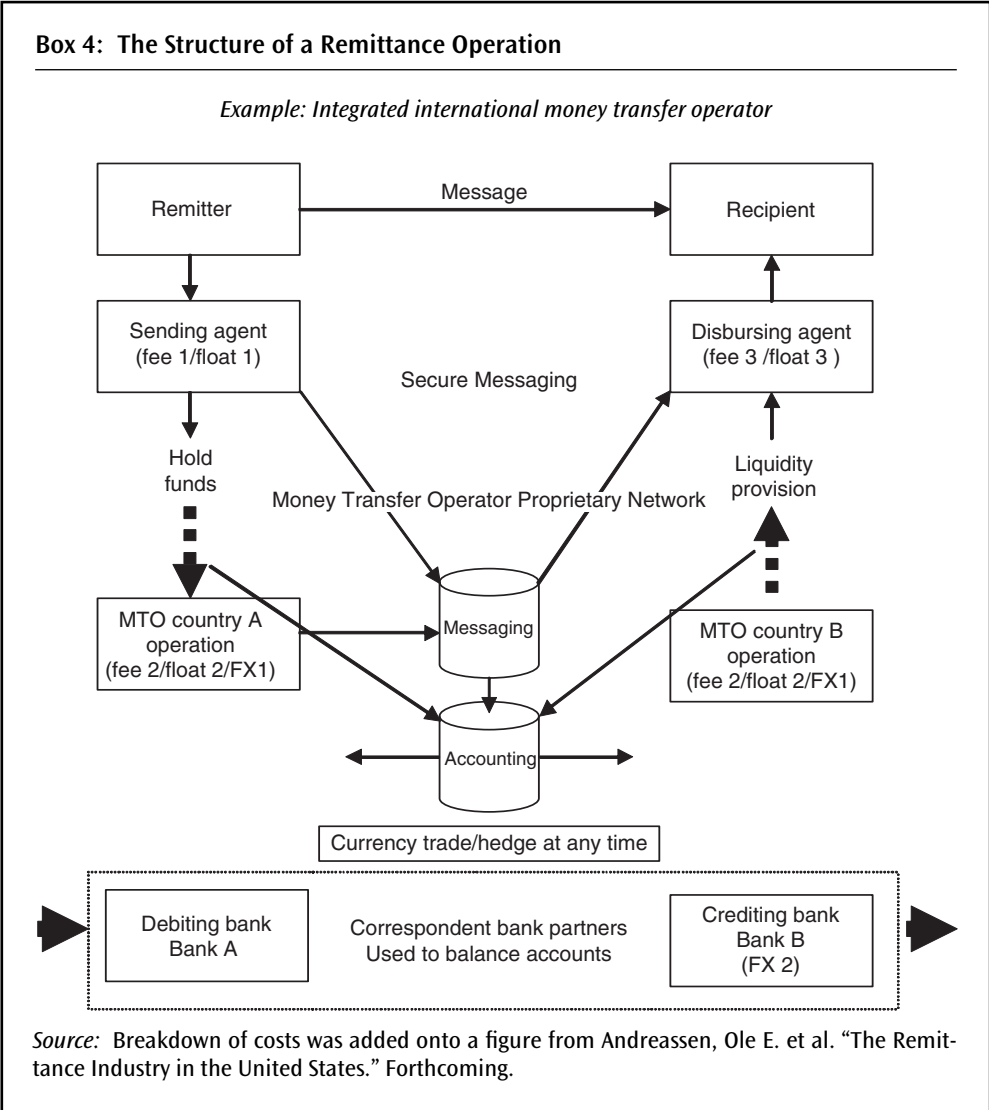 Box 4: The Structure of a Remittance Operation
Example: Integrated international money transfer operator
Remitter
Message
Recipient
Sending agent
(fee 1/float 1)
Disbursing agent
(fee 3 /float 3 )
Secure Messaging
Hold
funds
Liquidity
provision
Money Transfer Operator Proprietary Network
MTO country A
operation
(fee 2/float 2/FX1)
Messaging
MTO country B
operation
(fee 2/float 2/FX1)
Accounting
Currency trade/hedge at any time
Debiting bank
Bank A
Correspondent bank partners
Used to balance accounts
Crediting bank
Bank B
(FX 2)
Source: Breakdown of costs was added onto a figure from Andreassen, Ole E. et al. “The Remit-
tance Industry in the United States.” Forthcoming.